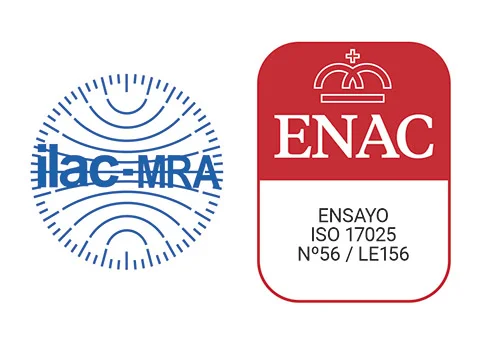 ilac-MRA
ENAC
ENSAYO
ISO 17025
Nº56 / LE156